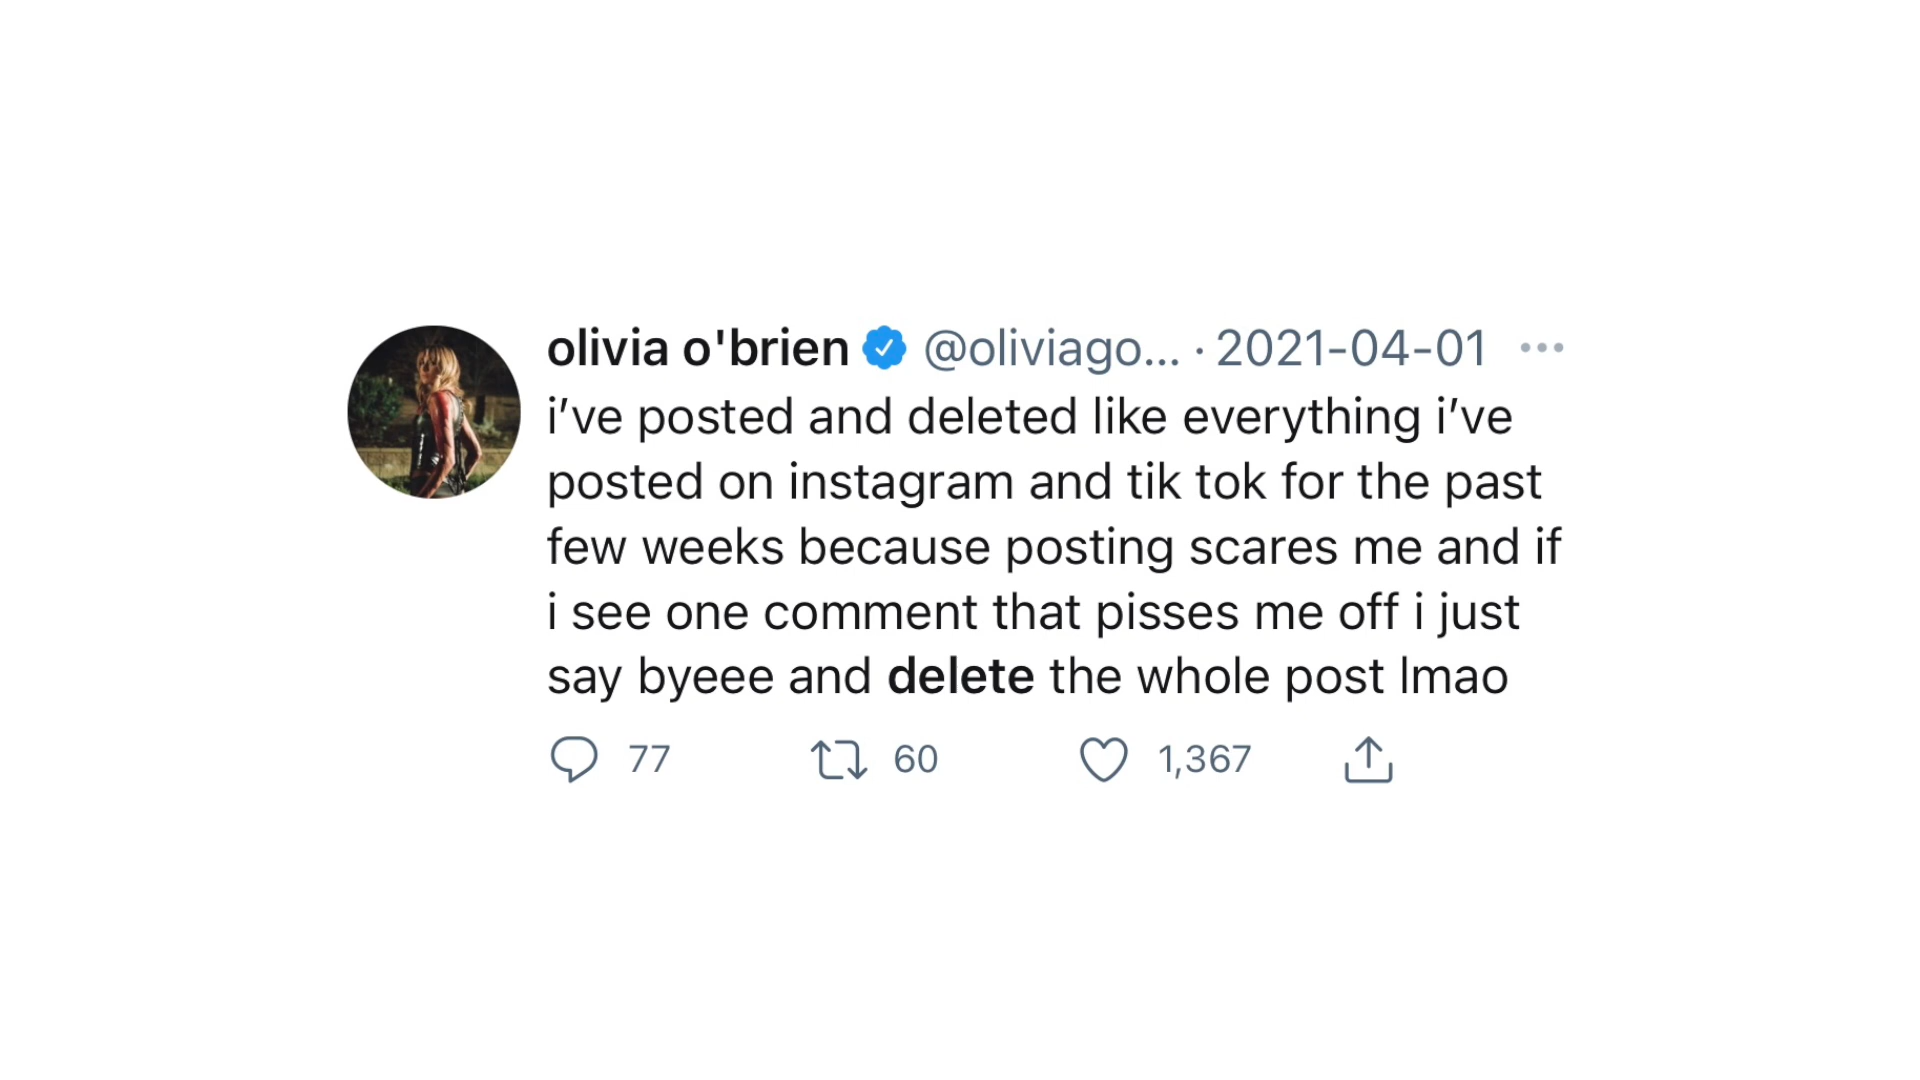 olivia o'brien @oliviago... · 2021-04-01
i’ve posted and deleted like everything i’ve
posted on instagram and tik tok for the past
few weeks because posting scares me and if
i see one comment that pisses me off i just
say byeee and delete the whole post lmao
77 60 1,367